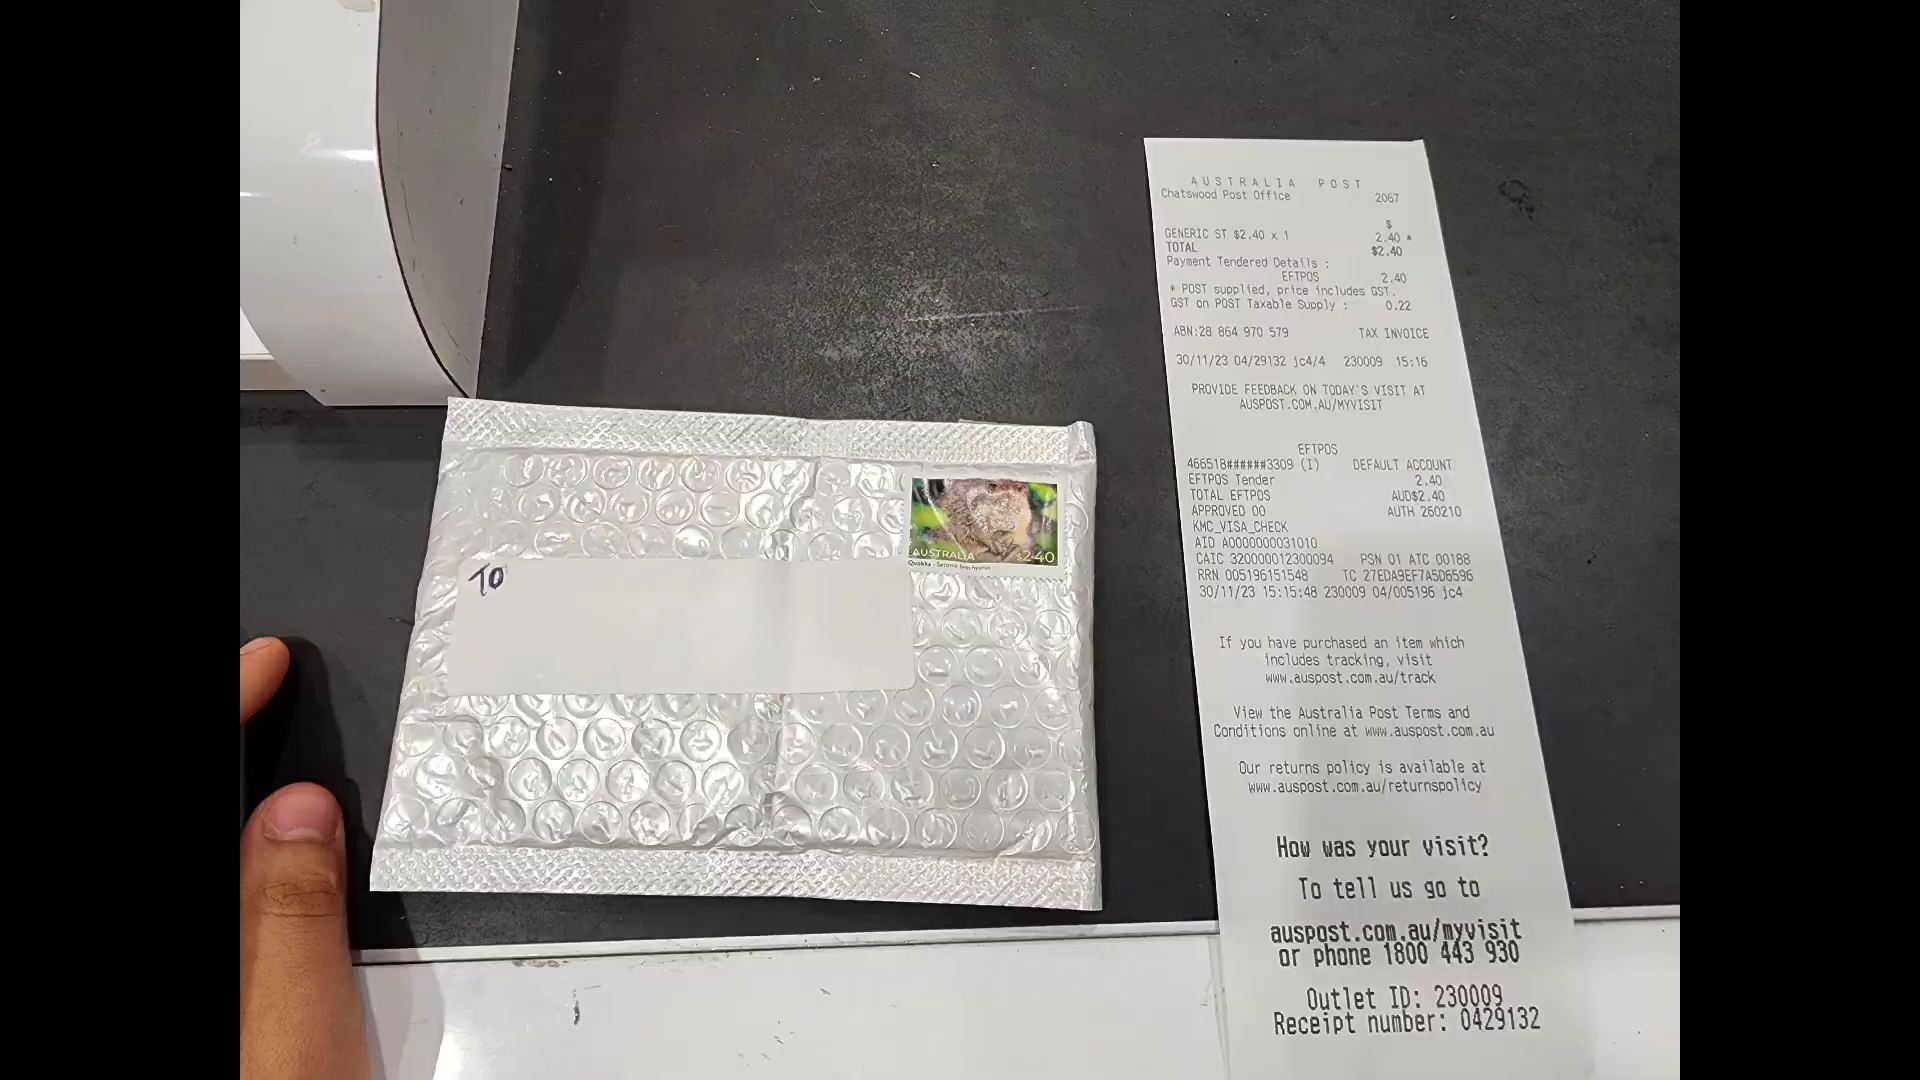 TO
AUSTRALIA $2.40
Quokka - Setonix brachyurus
AUSTRALIA POST
Chatswood Post Office 2067
$
GENERIC ST $2.40 x 1 2.40 *
TOTAL $2.40
Payment Tendered Details :
EFTPOS 2.40
* POST supplied, price includes GST.
GST on POST Taxable Supply : 0.22
ABN:28 864 970 579 TAX INVOICE
30/11/23 04/29132 jc4/4 230009 15:16
PROVIDE FEEDBACK ON TODAY'S VISIT AT
AUSPOST.COM.AU/MYVISIT
EFTPOS
466518######3309 (I) DEFAULT ACCOUNT
EFTPOS Tender 2.40
TOTAL EFTPOS AUD$2.40
APPROVED 00 AUTH 260210
KMC_VISA_CHECK
AID A0000000031010
CAIC 320000012300094 PSN 01 ATC 00188
RRN 005196151548 TC 27EDA9EF7A5D6596
30/11/23 15:15:48 230009 04/005196 jc4
If you have purchased an item which
includes tracking, visit
www.auspost.com.au/track
View the Australia Post Terms and
Conditions online at www.auspost.com.au
Our returns policy is available at
www.auspost.com.au/returnspolicy
How was your visit?
To tell us go to
auspost.com.au/myvisit
or phone 1800 443 930
Outlet ID: 230009
Receipt number: 0429132